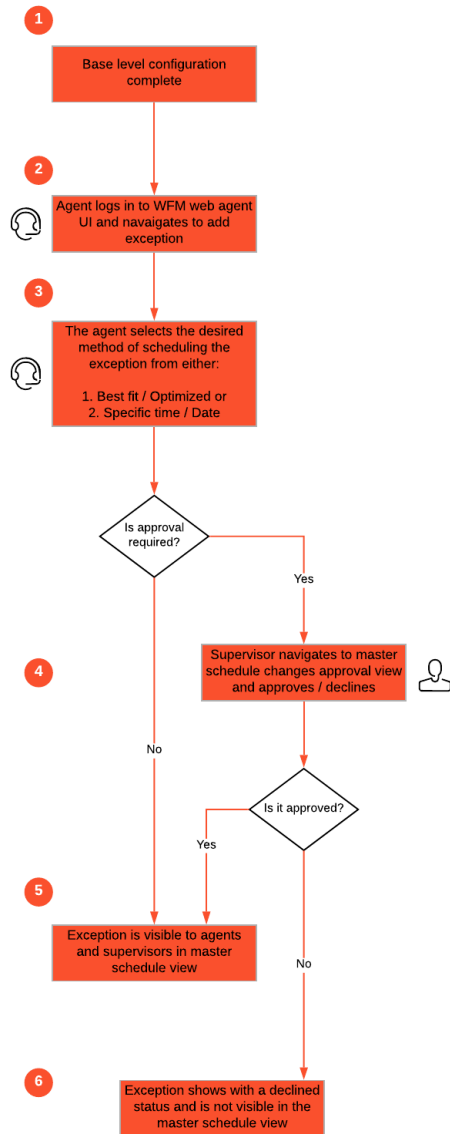 1
Base level configuration
complete
2
Agent logs in to WFM web agent
UI and navaigates to add
exception
3
The agent selects the desired
method of scheduling the
exception from either:
1. Best fit / Optimized or
2. Specific time / Date
Is approval
required?
Yes
4
Supervisor navigates to master
schedule changes approval view
and approves / declines
No
Is it approved?
Yes
5
Exception is visible to agents
and supervisors in master
schedule view
No
6
Exception shows with a declined
status and is not visible in the
master schedule view